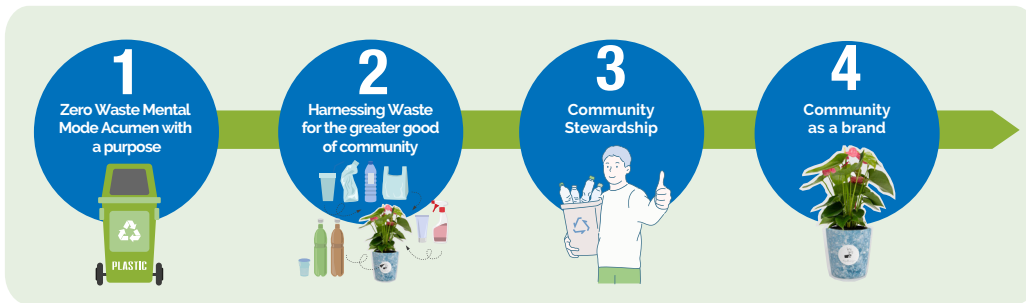 1
Zero Waste Mental
Mode Acumen with
a purpose
PLASTIC
2
Harnessing Waste
for the greater good
of community
3
Community
Stewardship
4
Community
as a brand